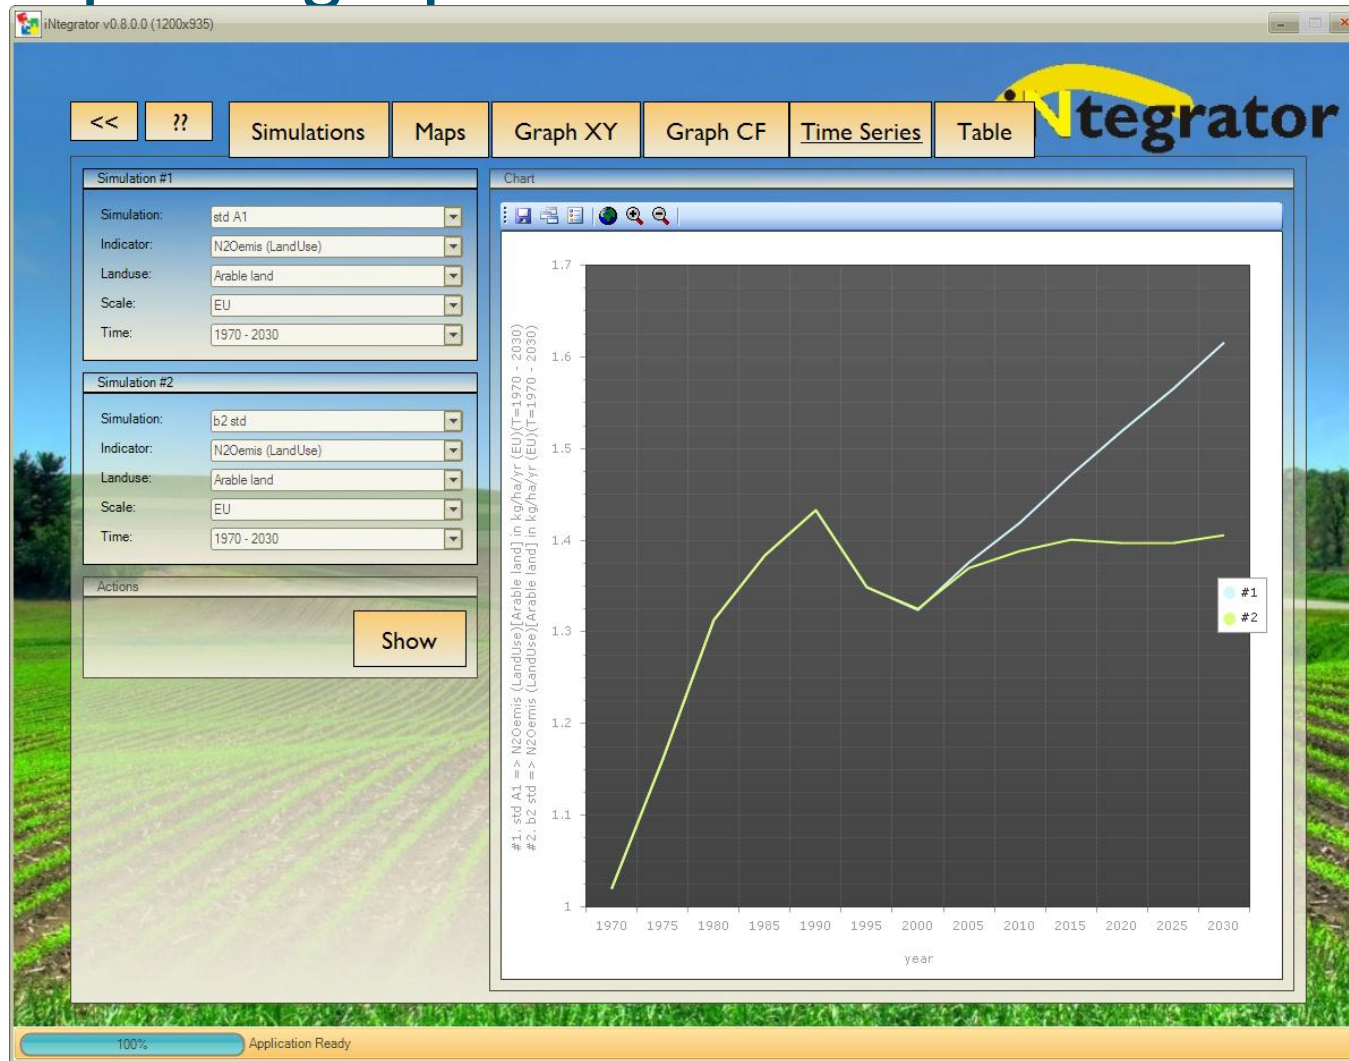 iNtegrator v0.8.0.0 (1200x935)
iNtegrator
<<
??
Simulations
Maps
Graph XY
Graph CF
Time Series
Table
Simulation #1
Simulation: std A1
Indicator: N2Oemis (LandUse)
Landuse: Arable land
Scale: EU
Time: 1970 - 2030
Simulation #2
Simulation: b2 std
Indicator: N2Oemis (LandUse)
Landuse: Arable land
Scale: EU
Time: 1970 - 2030
Actions
Show
Chart
#1. std A1 => N2Oemis (LandUse)[Arable land] in kg/ha/yr (EU)(T=1970 - 2030)
#2. b2 std => N2Oemis (LandUse)[Arable land] in kg/ha/yr (EU)(T=1970 - 2030)
1.7
1.6
1.5
1.4
1.3
1.2
1.1
1
1970 1975 1980 1985 1990 1995 2000 2005 2010 2015 2020 2025 2030
year
#1
#2
100%
Application Ready